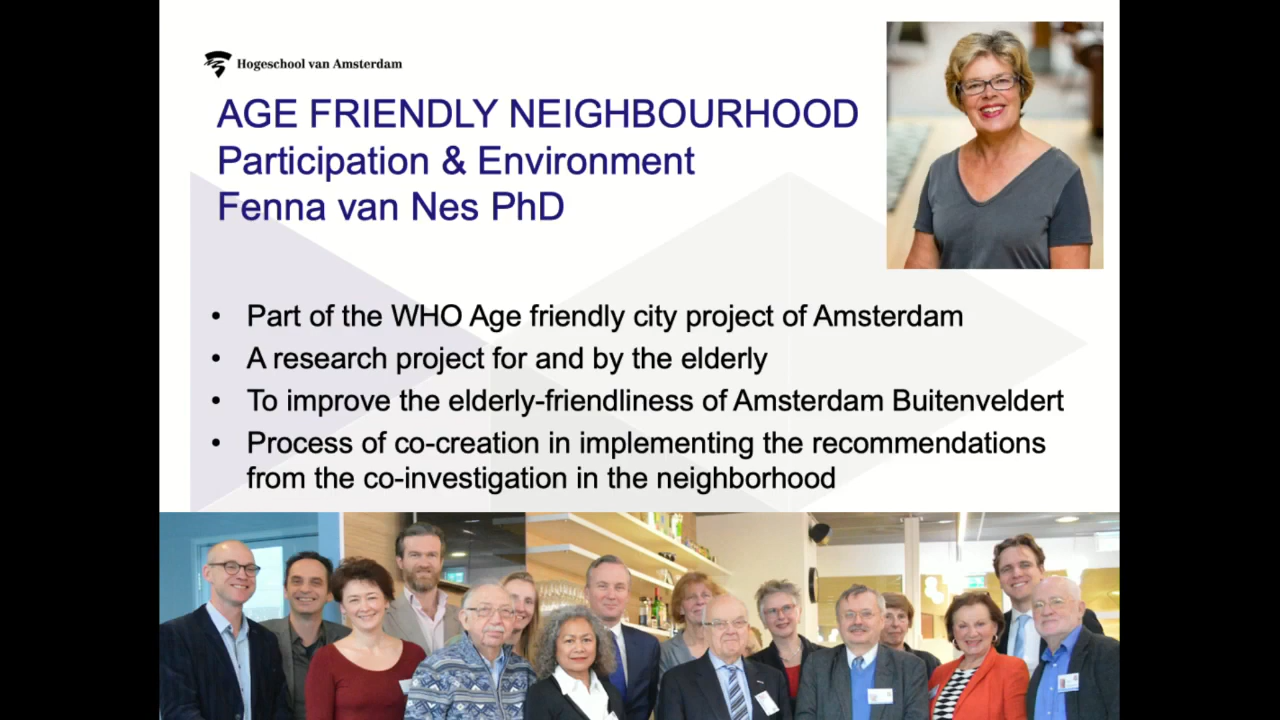 Hogeschool van Amsterdam
AGE FRIENDLY NEIGHBOURHOOD
Participation & Environment
Fenna van Nes PhD
• Part of the WHO Age friendly city project of Amsterdam
• A research project for and by the elderly
• To improve the elderly-friendliness of Amsterdam Buitenveldert
• Process of co-creation in implementing the recommendations
from the co-investigation in the neighborhood